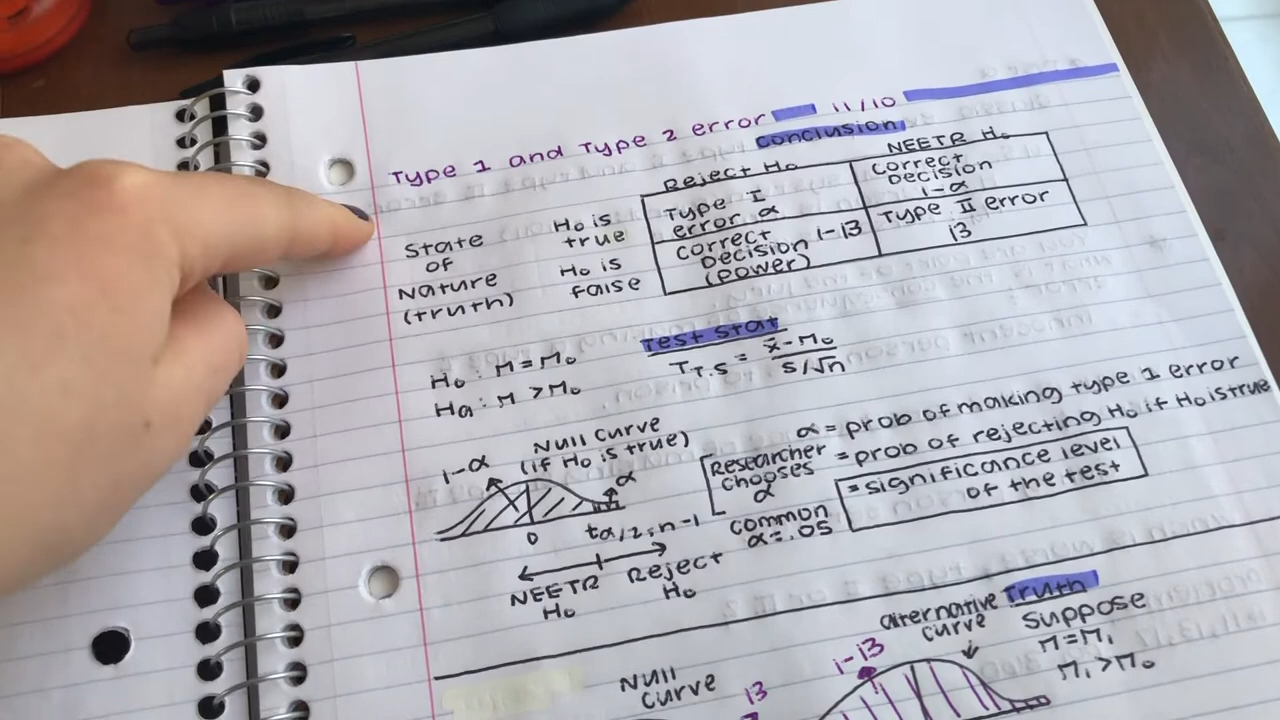 Type 1 and Type 2 error 11/10
Conclusion
Reject H₀ NEETR H₀
State of Nature (truth)
H₀ is true
Type I error α
Correct Decision 1-α
H₀ is false
Correct Decision (power) 1-β
Type II error β
Test Stat
H₀: μ = μ₀
Ha: μ > μ₀
T_T.S = x̄-μ₀ / s/√n
Null Curve
(if H₀ is true)
1-α
α
0
tα/2, n-1
NEETR H₀
Reject H₀
α = prob of making type 1 error
= prob of rejecting H₀ if H₀ is true
= significance level
of the test
Researcher
chooses
α
common
α = .05
Truth
Suppose
μ = μ₁
μ₁ > μ₀
alternative
curve
1-β
Null
Curve
β